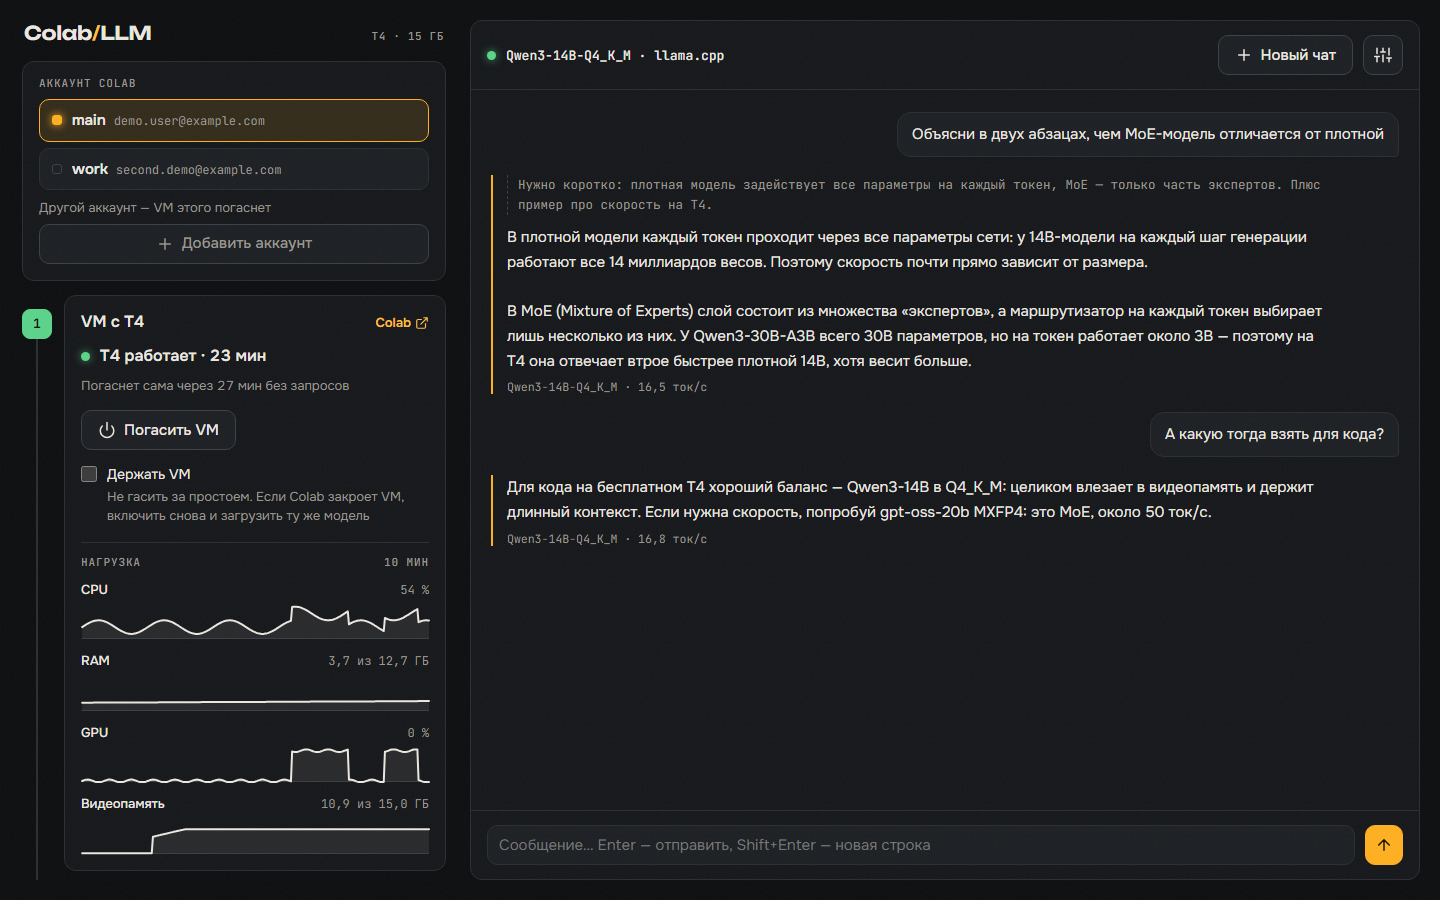 Colab/LLM
T4 · 15 ГБ
АККАУНТ COLAB
main demo.user@example.com
work second.demo@example.com
Другой аккаунт — VM этого погаснет
Добавить аккаунт
1
VM с T4
Colab
T4 работает · 23 мин
Погаснет сама через 27 мин без запросов
Погасить VM
Держать VM
Не гасить за простоем. Если Colab закроет VM,
включить снова и загрузить ту же модель
НАГРУЗКА
10 МИН
CPU
54 %
RAM
3,7 из 12,7 ГБ
GPU
0 %
Видеопамять
10,9 из 15,0 ГБ
Qwen3-14B-Q4_K_M · llama.cpp
Новый чат
Объясни в двух абзацах, чем MoE-модель отличается от плотной
Нужно коротко: плотная модель задействует все параметры на каждый токен, MoE — только часть экспертов. Плюс
пример про скорость на T4.
В плотной модели каждый токен проходит через все параметры сети: у 14B-модели на каждый шаг генерации
работают все 14 миллиардов весов. Поэтому скорость почти прямо зависит от размера.
В MoE (Mixture of Experts) слой состоит из множества «экспертов», а маршрутизатор на каждый токен выбирает
лишь несколько из них. У Qwen3-30B-A3B всего 30B параметров, но на токен работает около 3B — поэтому на
T4 она отвечает втрое быстрее плотной 14B, хотя весит больше.
Qwen3-14B-Q4_K_M · 16,5 ток/с
А какую тогда взять для кода?
Для кода на бесплатном T4 хороший баланс — Qwen3-14B в Q4_K_M: целиком влезает в видеопамять и держит
длинный контекст. Если нужна скорость, попробуй gpt-oss-20b MXFP4: это MoE, около 50 ток/с.
Qwen3-14B-Q4_K_M · 16,8 ток/с
Сообщение… Enter — отправить, Shift+Enter — новая строка